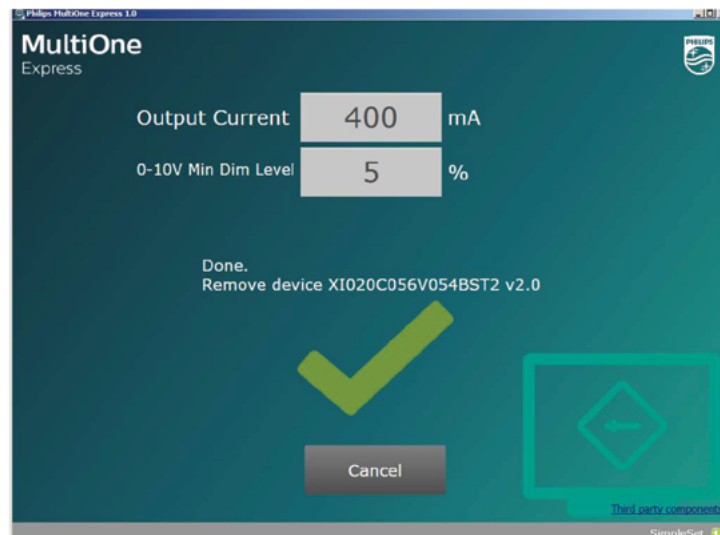 Philips MultiOne Express 1.0
MultiOne
Express
PHILIPS
Output Current 400 mA
0-10V Min Dim Level 5 %
Done.
Remove device XI020C056V054BST2 v2.0
Cancel
Third party components
SimpleSet